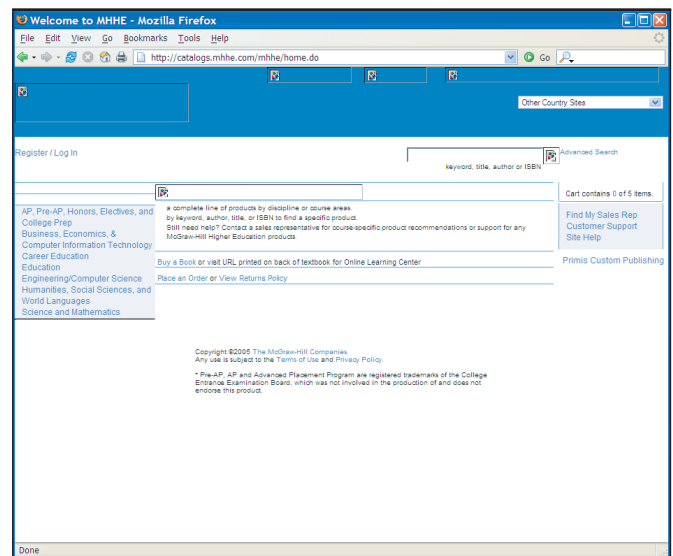 Welcome to MHHE - Mozilla Firefox
File Edit View Go Bookmarks Tools Help
http://catalogs.mhhe.com/mhhe/home.do
Go
Other Country Sites
Register / Log In
Advanced Search
keyword, title, author or ISBN
Cart contains 0 of 5 items.
AP, Pre-AP, Honors, Electives, and
College Prep
Business, Economics, &
Computer Information Technology
Career Education
Education
Engineering/Computer Science
Humanities, Social Sciences, and
World Languages
Science and Mathematics
a complete line of products by discipline or course areas.
by keyword, author, title, or ISBN to find a specific product.
Still need help? Contact a sales representative for course-specific product recommendations or support for any
McGraw-Hill Higher Education products.
Buy a Book or visit URL printed on back of textbook for Online Learning Center
Place an Order or View Returns Policy
Find My Sales Rep
Customer Support
Site Help
Primis Custom Publishing
Copyright ©2005 The McGraw-Hill Companies
Any use is subject to the Terms of Use and Privacy Policy.
* Pre-AP, AP and Advanced Placement Program are registered trademarks of the College
Entrance Examination Board, which was not involved in the production of and does not
endorse this product.
Done